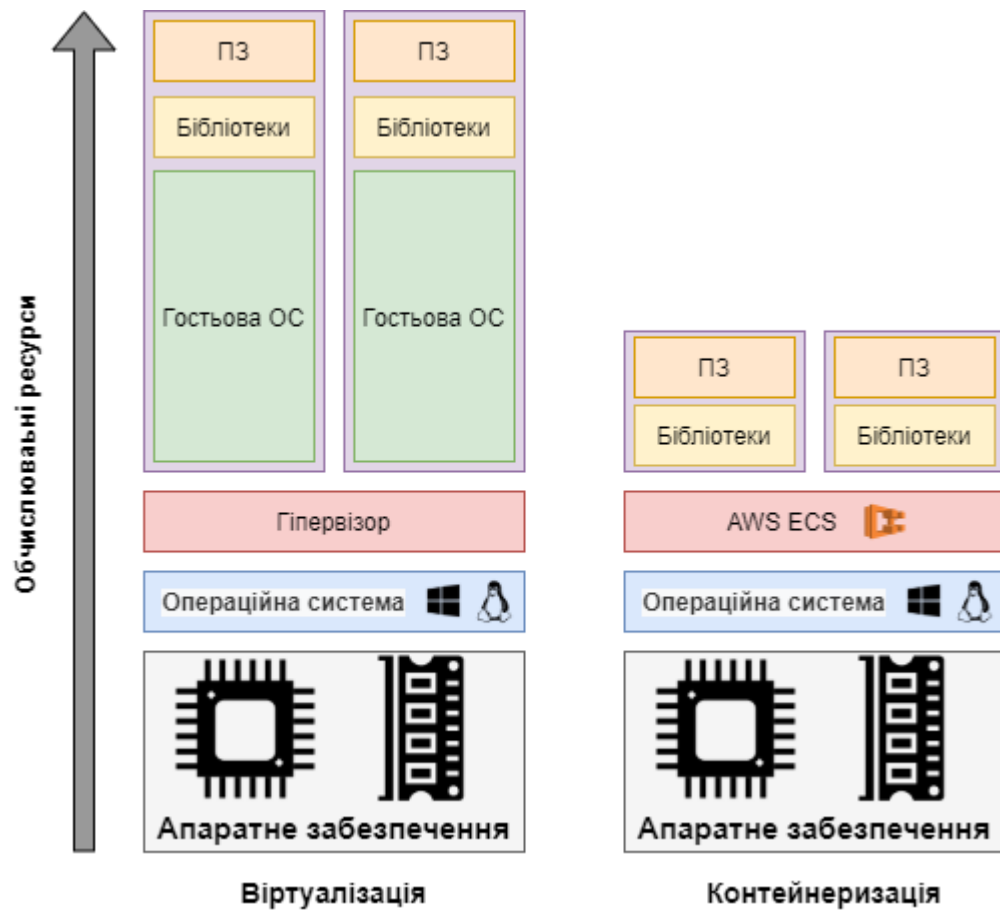 ПЗ
ПЗ
Бібліотеки
Бібліотеки
Гостьова ОС
Гостьова ОС
Обчислювальні ресурси
ПЗ
ПЗ
Бібліотеки
Бібліотеки
Гіпервізор
AWS ECS
Операційна система
Операційна система
Апаратне забезпечення
Апаратне забезпечення
Віртуалізація
Контейнеризація